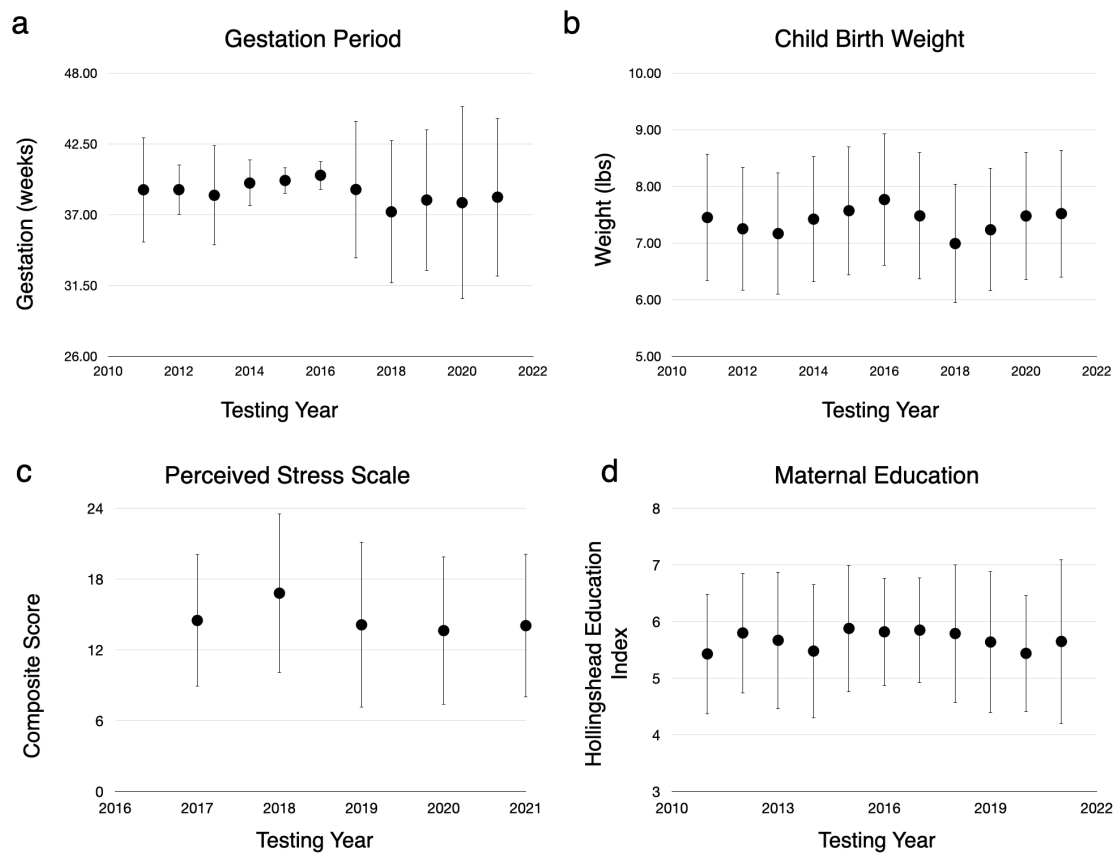 a
Gestation Period
Gestation (weeks)
48.00
42.50
37.00
31.50
26.00
2010 2012 2014 2016 2018 2020 2022
Testing Year
b
Child Birth Weight
Weight (lbs)
10.00
9.00
8.00
7.00
6.00
5.00
2010 2012 2014 2016 2018 2020 2022
Testing Year
c
Perceived Stress Scale
Composite Score
24
18
12
6
0
2016 2017 2018 2019 2020 2021
Testing Year
d
Maternal Education
Hollingshead Education
Index
8
7
6
5
4
3
2010 2013 2016 2019 2022
Testing Year